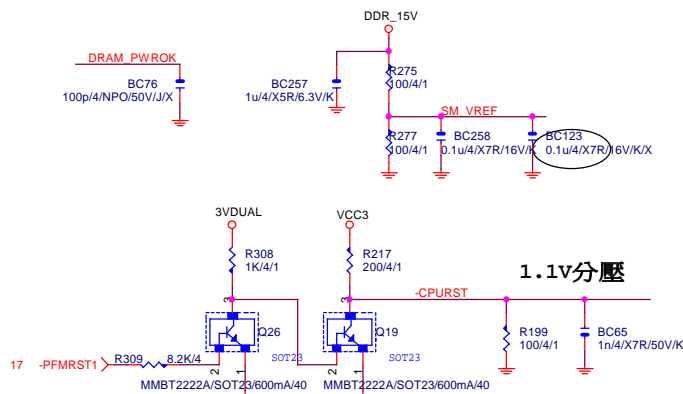 DDR_15V
DRAM_PWROK
BC76
100p/4/NPO/50V/J/X
BC257
1u/4/X5R/6.3V/K
R275
100/4/1
SM_VREF
R277
100/4/1
BC258
0.1u/4/X7R/16V/K
BC123
0.1u/4/X7R/16V/K/X
3VDUAL
VCC3
R308
1K/4/1
R217
200/4/1
1.1V分壓
3
3
-CPURST
Q26
Q19
R199
100/4/1
BC65
1n/4/X7R/50V/K
17 -PFMRST1
R309 8.2K/4
SOT23
SOT23
2
1
2
1
MMBT2222A/SOT23/600mA/40
MMBT2222A/SOT23/600mA/40